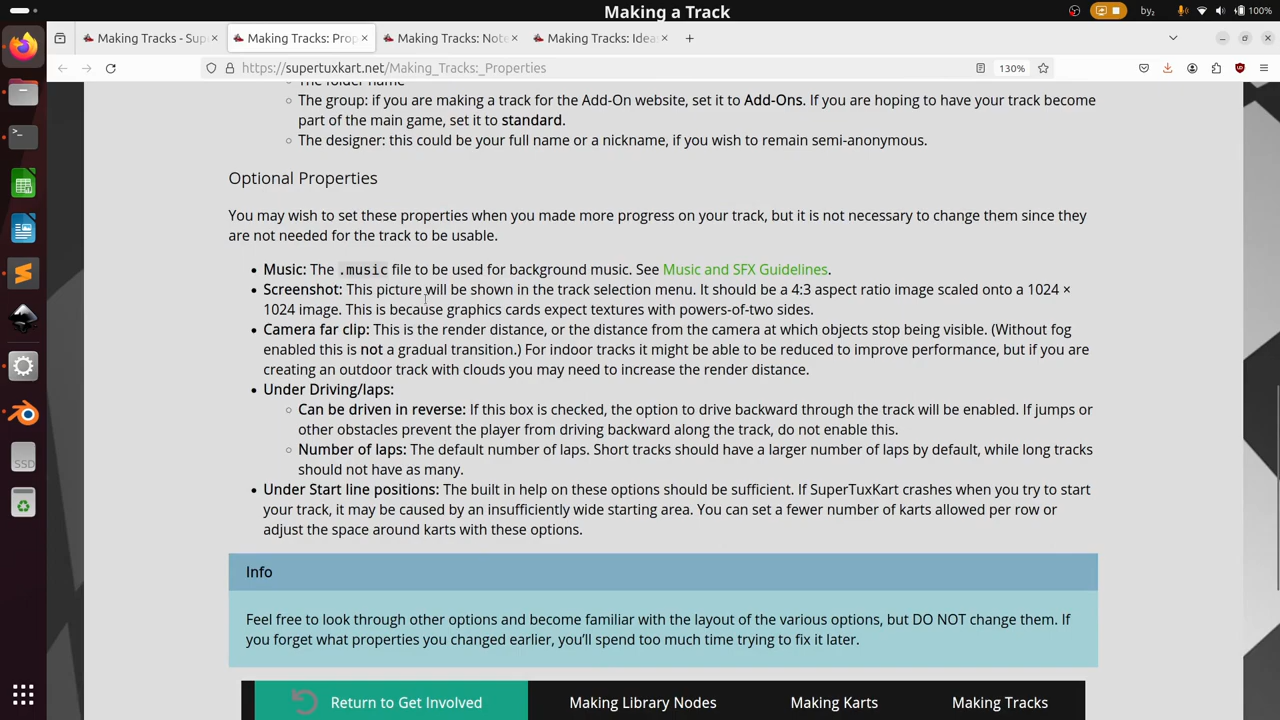 Making a Track
by₂
100%
Making Tracks - Sup
Making Tracks: Prop
Making Tracks: Note
Making Tracks: Ideas
https://supertuxkart.net/Making_Tracks:_Properties
130%
The folder name
The group: if you are making a track for the Add-On website, set it to Add-Ons. If you are hoping to have your track become
part of the main game, set it to standard.
The designer: this could be your full name or a nickname, if you wish to remain semi-anonymous.
Optional Properties
You may wish to set these properties when you made more progress on your track, but it is not necessary to change them since they
are not needed for the track to be usable.
Music: The .music file to be used for background music. See Music and SFX Guidelines.
Screenshot: This picture will be shown in the track selection menu. It should be a 4:3 aspect ratio image scaled onto a 1024 ×
1024 image. This is because graphics cards expect textures with powers-of-two sides.
Camera far clip: This is the render distance, or the distance from the camera at which objects stop being visible. (Without fog
enabled this is not a gradual transition.) For indoor tracks it might be able to be reduced to improve performance, but if you are
creating an outdoor track with clouds you may need to increase the render distance.
Under Driving/laps:
Can be driven in reverse: If this box is checked, the option to drive backward through the track will be enabled. If jumps or
other obstacles prevent the player from driving backward along the track, do not enable this.
Number of laps: The default number of laps. Short tracks should have a larger number of laps by default, while long tracks
should not have as many.
Under Start line positions: The built in help on these options should be sufficient. If SuperTuxKart crashes when you try to start
your track, it may be caused by an insufficiently wide starting area. You can set a fewer number of karts allowed per row or
adjust the space around karts with these options.
Info
Feel free to look through other options and become familiar with the layout of the various options, but DO NOT change them. If
you forget what properties you changed earlier, you’ll spend too much time trying to fix it later.
SSD
Return to Get Involved
Making Library Nodes
Making Karts
Making Tracks